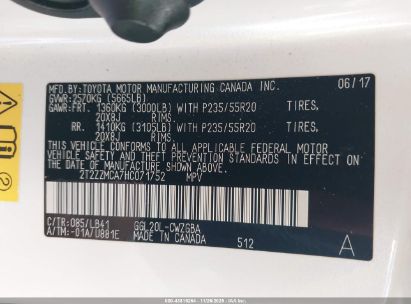 MFD.BY:TOYOTA MOTOR MANUFACTURING CANADA INC. 06/17
GVWR:2570KG (5665LB)
GAWR:FRT. 1360KG (3000LB) WITH P235/55R20 TIRES,
20X8J RIMS
RR. 1410KG (3105LB) WITH P235/55R20 TIRES,
20X8J RIMS
THIS VEHICLE CONFORMS TO ALL APPLICABLE FEDERAL MOTOR
VEHICLE SAFETY AND THEFT PREVENTION STANDARDS IN EFFECT ON
THE DATE OF MANUFACTURE SHOWN ABOVE.
2T2ZZMCA7HC071752 MPV
C/TR:085/LB41 GGL20L-CWZGBA
A/TM:-01A/U881E MADE IN CANADA 512 A